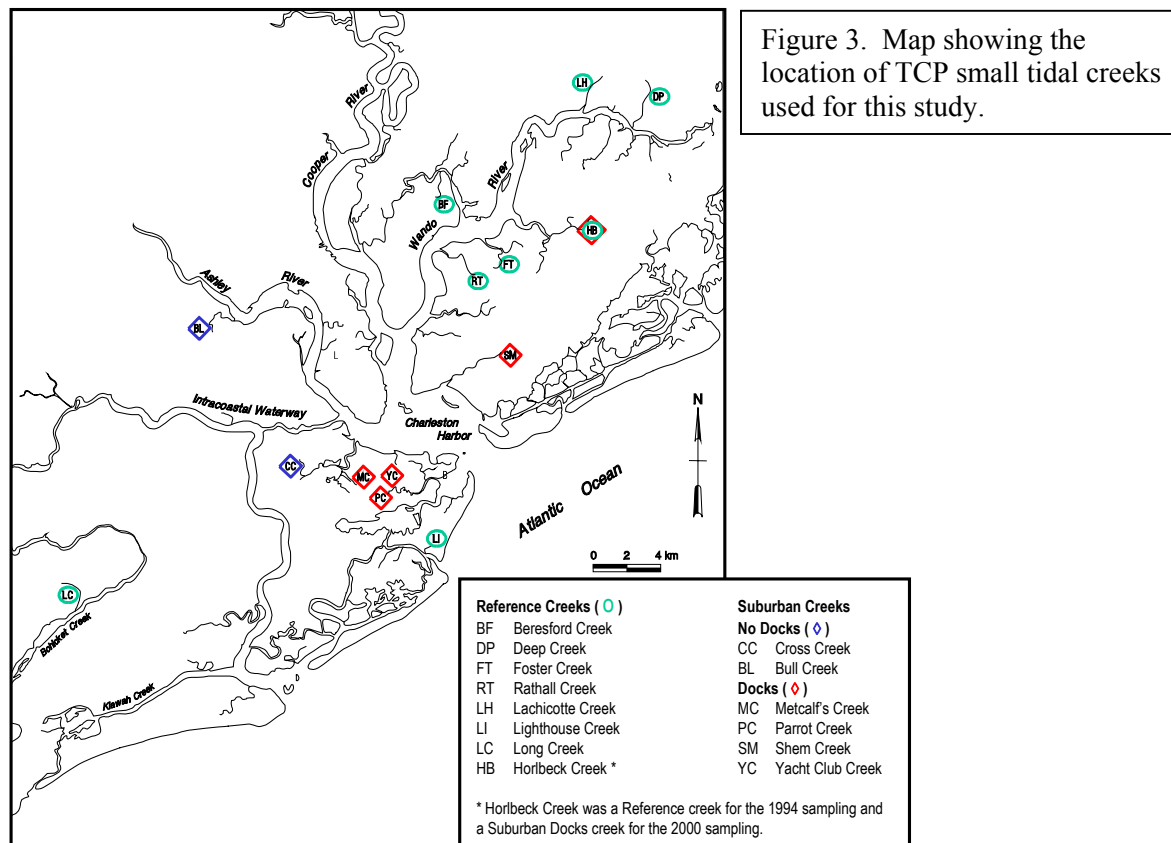 Figure 3. Map showing the
location of TCP small tidal creeks
used for this study.
LH
DP
River
Cooper
River
BF
Wando
HB
FT
RT
Ashley
River
BL
SM
Intracoastal Waterway
N
Charleston
Harbor
CC
MC
YC
PC
Atlantic Ocean
LI
0 2 4 km
LC
Bohicket Creek
Kiawah Creek
Reference Creeks ( O )
BF Beresford Creek
DP Deep Creek
FT Foster Creek
RT Rathall Creek
LH Lachicotte Creek
LI Lighthouse Creek
LC Long Creek
HB Horlbeck Creek *
Suburban Creeks
No Docks ( ◊ )
CC Cross Creek
BL Bull Creek
Docks ( ◊ )
MC Metcalf's Creek
PC Parrot Creek
SM Shem Creek
YC Yacht Club Creek
* Horlbeck Creek was a Reference creek for the 1994 sampling and
a Suburban Docks creek for the 2000 sampling.